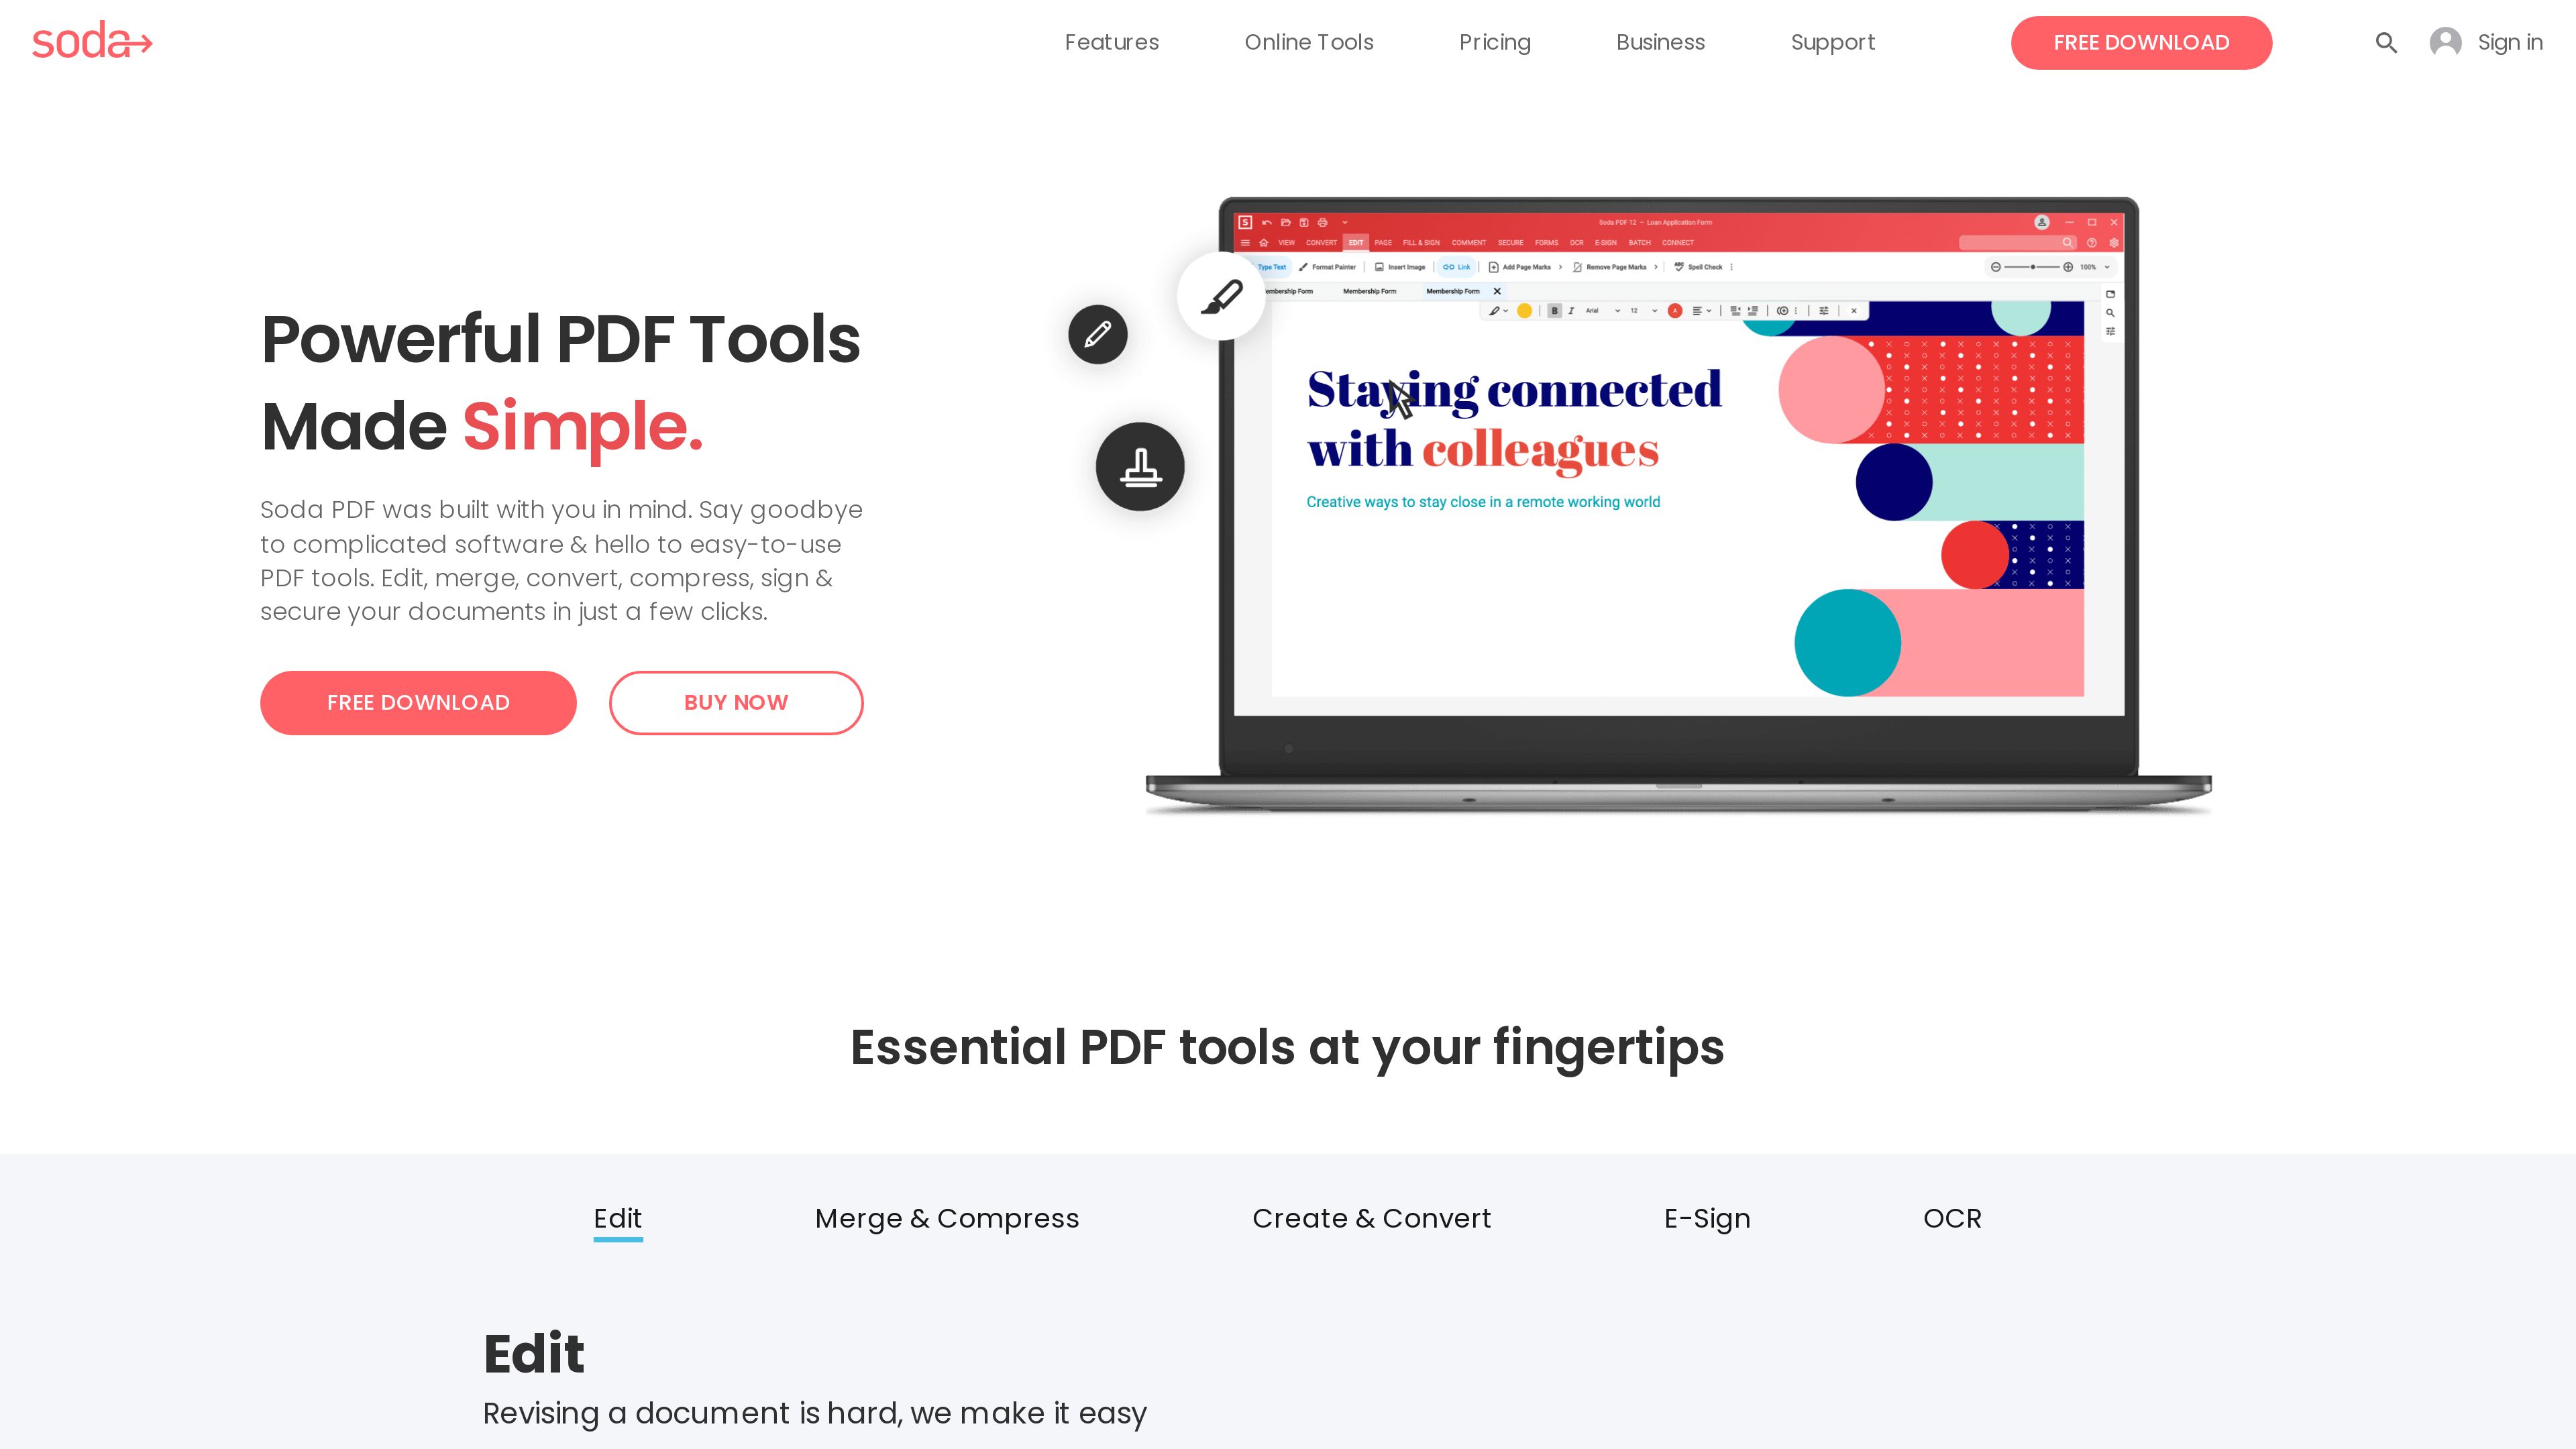 soda
Features
Online Tools
Pricing
Business
Support
FREE DOWNLOAD
Sign in
Powerful PDF Tools
Made Simple.
Soda PDF was built with you in mind. Say goodbye
to complicated software & hello to easy-to-use
PDF tools. Edit, merge, convert, compress, sign &
secure your documents in just a few clicks.
FREE DOWNLOAD
BUY NOW
S
Soda PDF 12 – Loan Application Form
VIEW CONVERT EDIT PAGE FILL & SIGN COMMENT SECURE FORMS OCR E-SIGN BATCH CONNECT
Type Text Format Painter Insert Image Link Add Page Marks Remove Page Marks Spell Check 100%
Membership Form Membership Form
B I Arial 12 A
Staying connected
with colleagues
Creative ways to stay close in a remote working world
Essential PDF tools at your fingertips
Edit
Merge & Compress
Create & Convert
E-Sign
OCR
Edit
Revising a document is hard, we make it easy